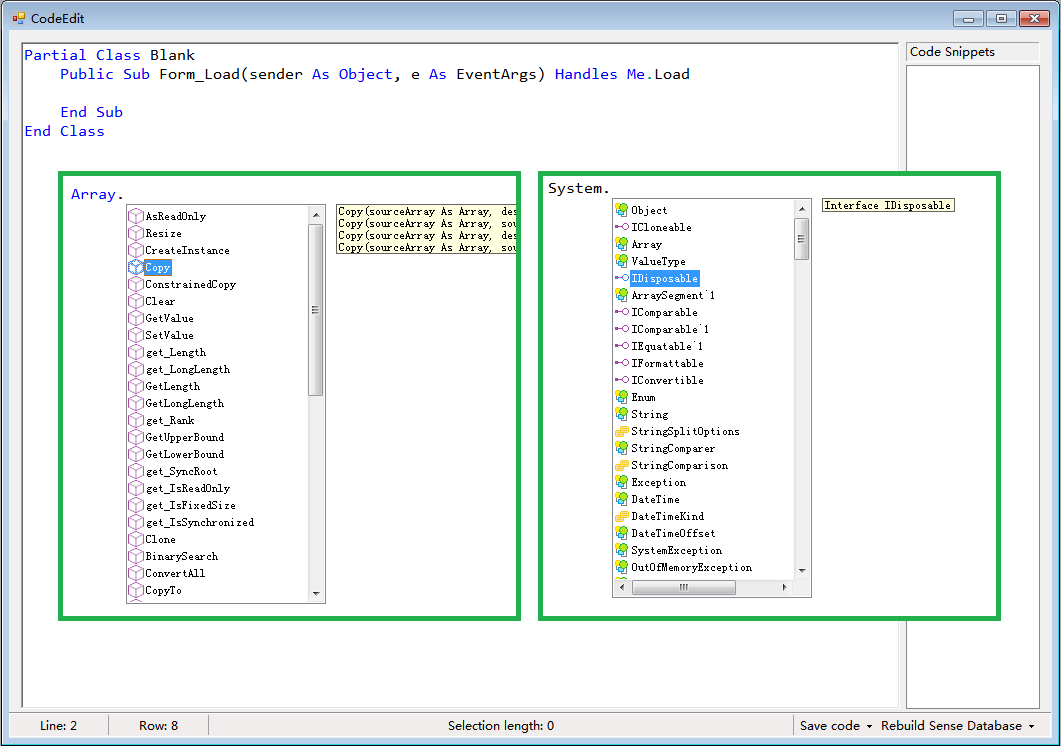 CodeEdit
Partial Class Blank
Public Sub Form_Load(sender As Object, e As EventArgs) Handles Me.Load
End Sub
End Class
Code Snippets
Array.
AsReadOnly
Resize
CreateInstance
Copy
ConstrainedCopy
Clear
GetValue
SetValue
get_Length
get_LongLength
GetLength
GetLongLength
get_Rank
GetUpperBound
GetLowerBound
get_SyncRoot
get_IsReadOnly
get_IsFixedSize
get_IsSynchronized
Clone
BinarySearch
ConvertAll
CopyTo
Copy(sourceArray As Array, des
Copy(sourceArray As Array, sou
Copy(sourceArray As Array, des
Copy(sourceArray As Array, sou
System.
Object
ICloneable
Array
ValueType
IDisposable
ArraySegment`1
IComparable
IComparable`1
IEquatable`1
IFormattable
IConvertible
Enum
String
StringSplitOptions
StringComparer
StringComparison
Exception
DateTime
DateTimeKind
DateTimeOffset
SystemException
OutOfMemoryException
Interface IDisposable
Line: 2
Row: 8
Selection length: 0
Save code
Rebuild Sense Database